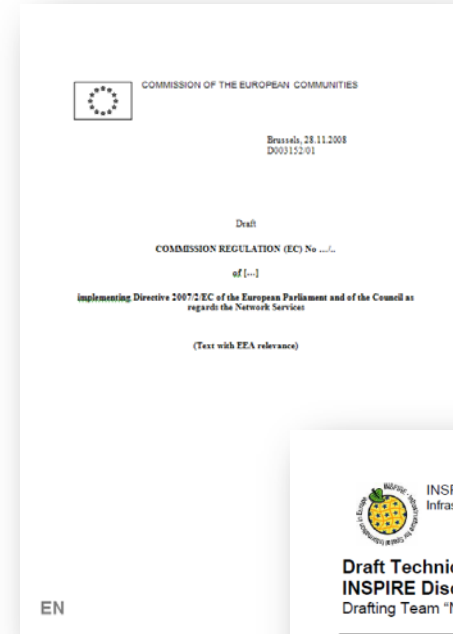 COMMISSION OF THE EUROPEAN COMMUNITIES
Brussels, 28.11.2008
D003152/01
Draft
COMMISSION REGULATION (EC) No .../..
of [...]
implementing Directive 2007/2/EC of the European Parliament and of the Council as
regards the Network Services
(Text with EEA relevance)
EN
INSP
Infras
Draft Technic
INSPIRE Disc
Drafting Team "N